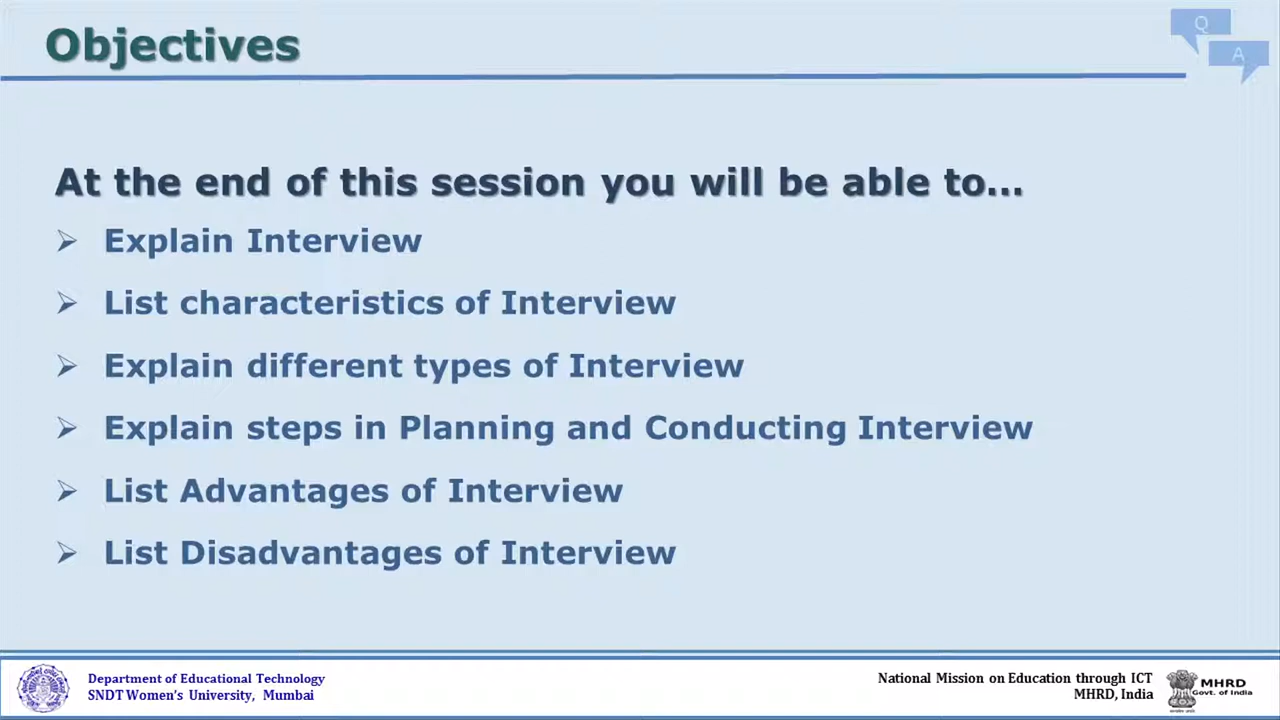 Objectives
Q
A
At the end of this session you will be able to...
Explain Interview
List characteristics of Interview
Explain different types of Interview
Explain steps in Planning and Conducting Interview
List Advantages of Interview
List Disadvantages of Interview
Department of Educational Technology
SNDT Women's University, Mumbai
National Mission on Education through ICT
MHRD, India
MHRD
Govt. of India